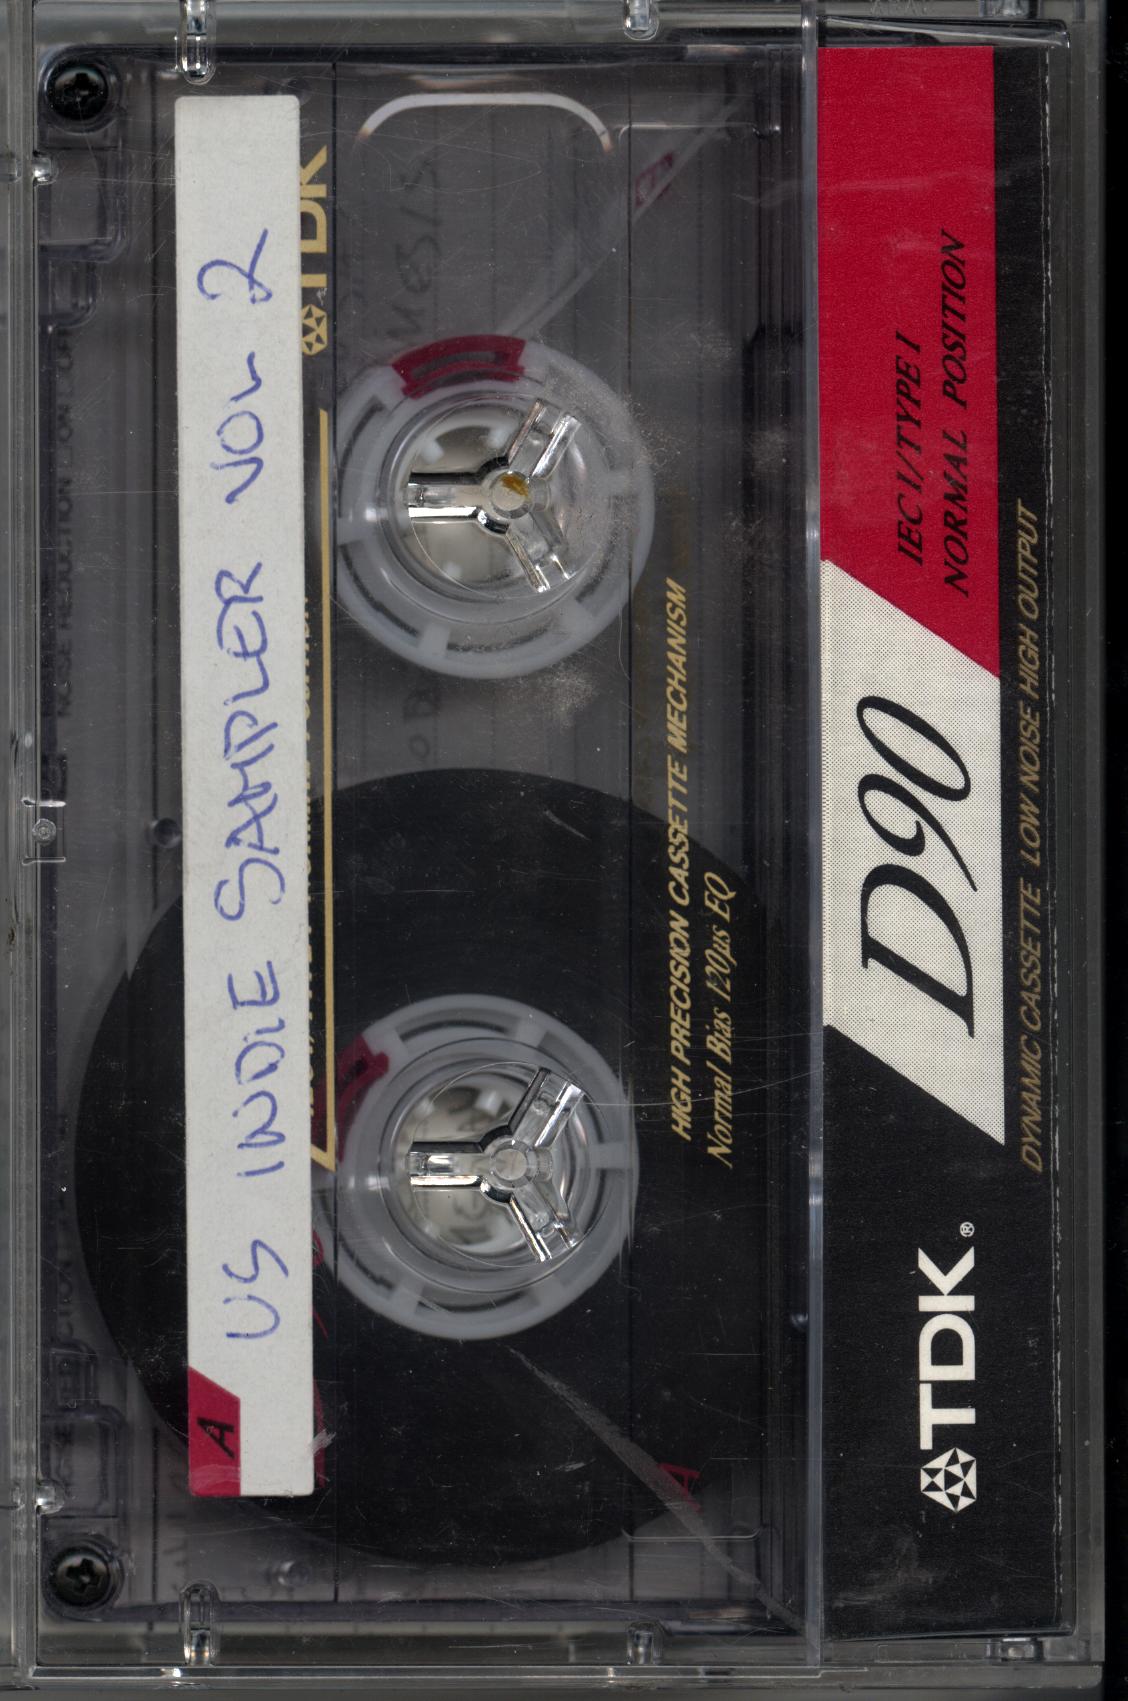 A
US INDIE SAMPLER VOL 2
TDK
HIGH PRECISION CASSETTE MECHANISM
Normal Bias 120µs EQ
A
IEC I/TYPE I
NORMAL POSITION
D90
TDK®
DYNAMIC CASSETTE LOW NOISE HIGH OUTPUT